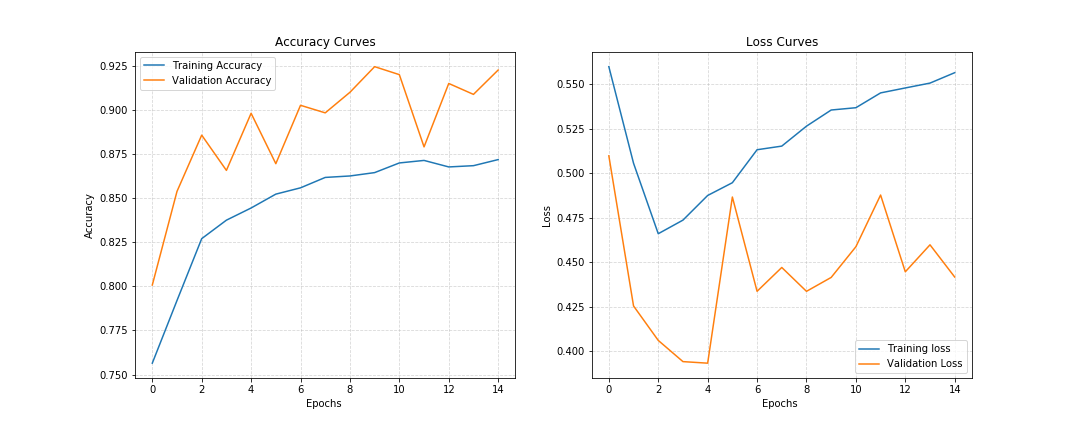 Accuracy Curves
Training Accuracy
Validation Accuracy
Accuracy
0.925
0.900
0.875
0.850
0.825
0.800
0.775
0.750
0 2 4 6 8 10 12 14
Epochs
Loss Curves
Loss
0.550
0.525
0.500
0.475
0.450
0.425
0.400
Training loss
Validation Loss
0 2 4 6 8 10 12 14
Epochs